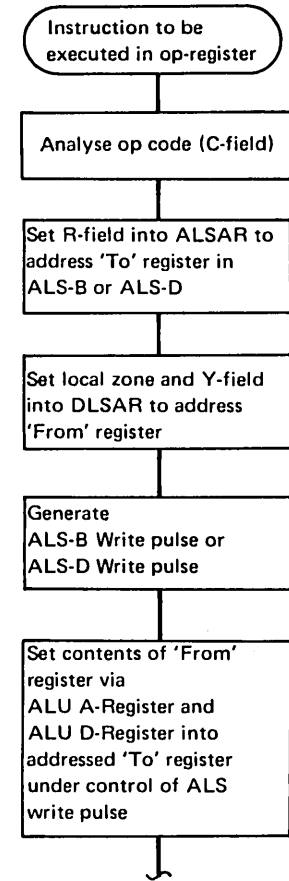 Instruction to be
executed in op-register
Analyse op code (C-field)
Set R-field into ALSAR to
address 'To' register in
ALS-B or ALS-D
Set local zone and Y-field
into DLSAR to address
'From' register
Generate
ALS-B Write pulse or
ALS-D Write pulse
Set contents of 'From'
register via
ALU A-Register and
ALU D-Register into
addressed 'To' register
under control of ALS
write pulse